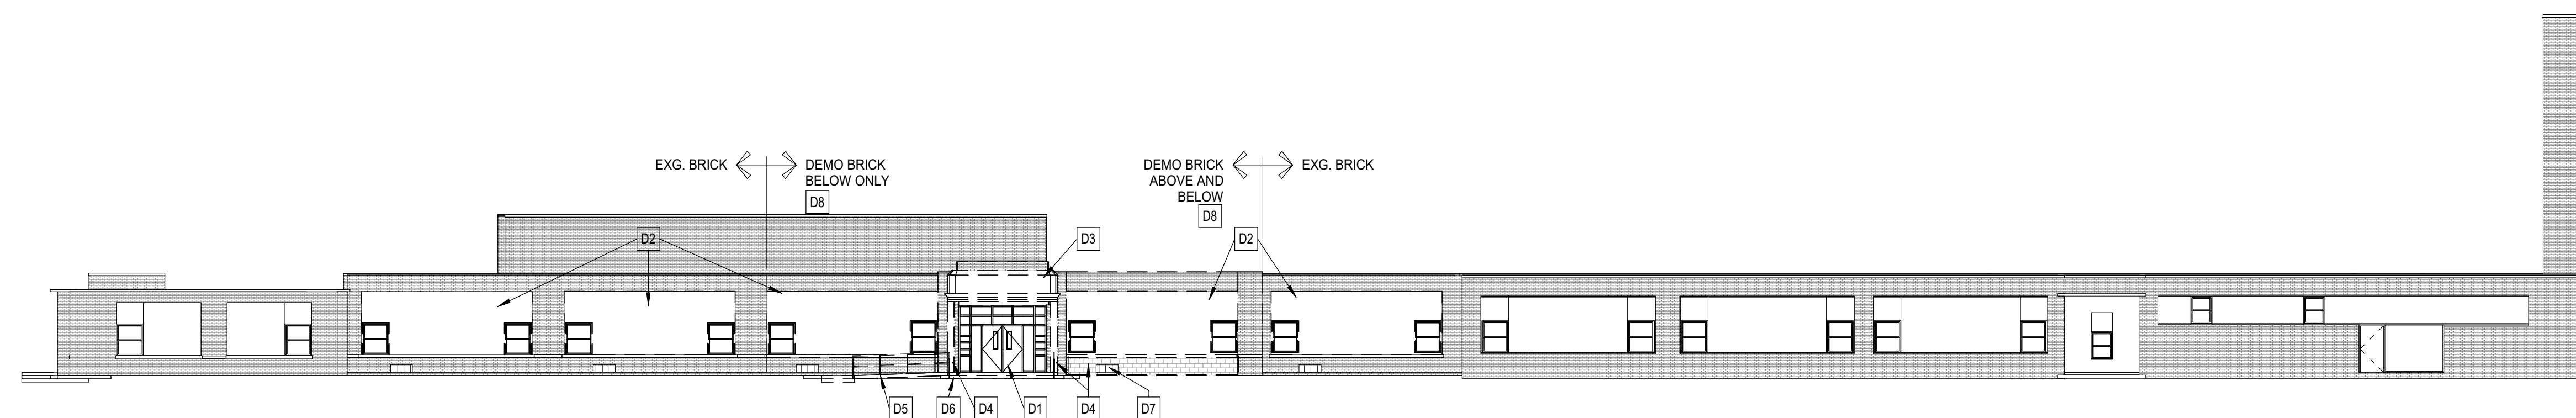 EXG. BRICK
DEMO BRICK
BELOW ONLY
D8
DEMO BRICK
ABOVE AND
BELOW
D8
EXG. BRICK
D2
D3
D2
D5
D6
D4
D1
D4
D7